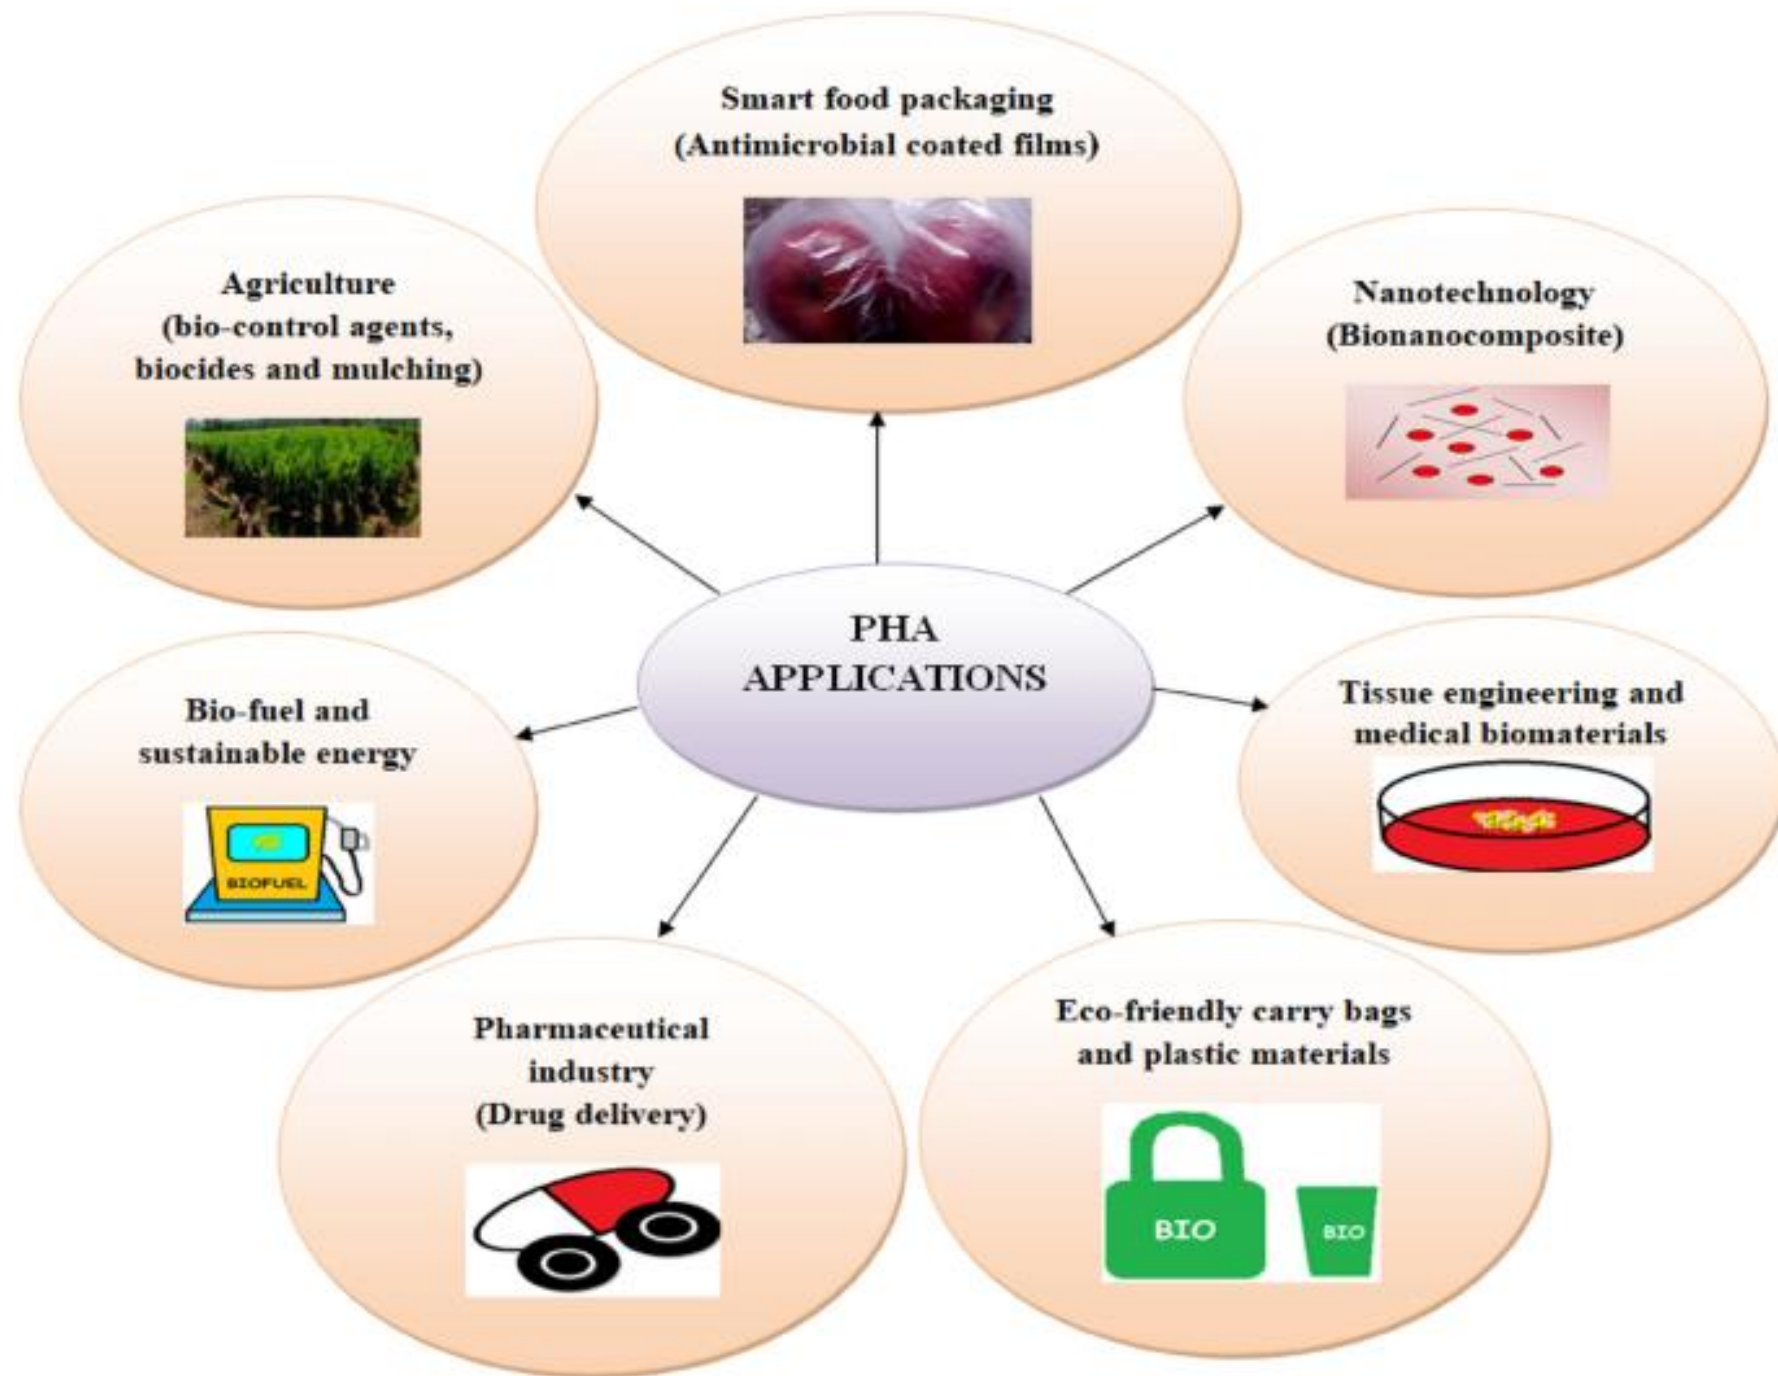 Smart food packaging
(Antimicrobial coated films)
Agriculture
(bio-control agents,
biocides and mulching)
Nanotechnology
(Bionanocomposite)
PHA
APPLICATIONS
Bio-fuel and
sustainable energy
BIOFUEL
Tissue engineering and
medical biomaterials
Pharmaceutical
industry
(Drug delivery)
Eco-friendly carry bags
and plastic materials
BIO
BIO